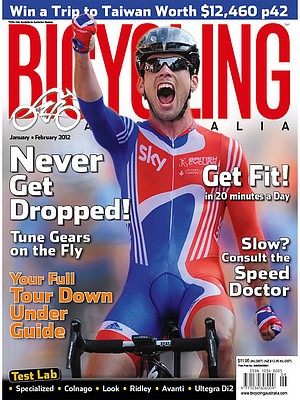 Win a Trip to Taiwan Worth $12,460 p42
BICYCLING
AUSTRALIA
January • February 2012
Sky
BRITISH
CYCLING
Never
Get
Dropped!
Tune Gears
on the Fly
Get Fit!
in 20 minutes a Day
Slow?
Consult the
Speed
Doctor
Your Full
Tour Down
Under
Guide
Test Lab
• Specialized • Colnago • Look • Ridley • Avanti • Ultegra Di2
www.bicyclingaustralia.com